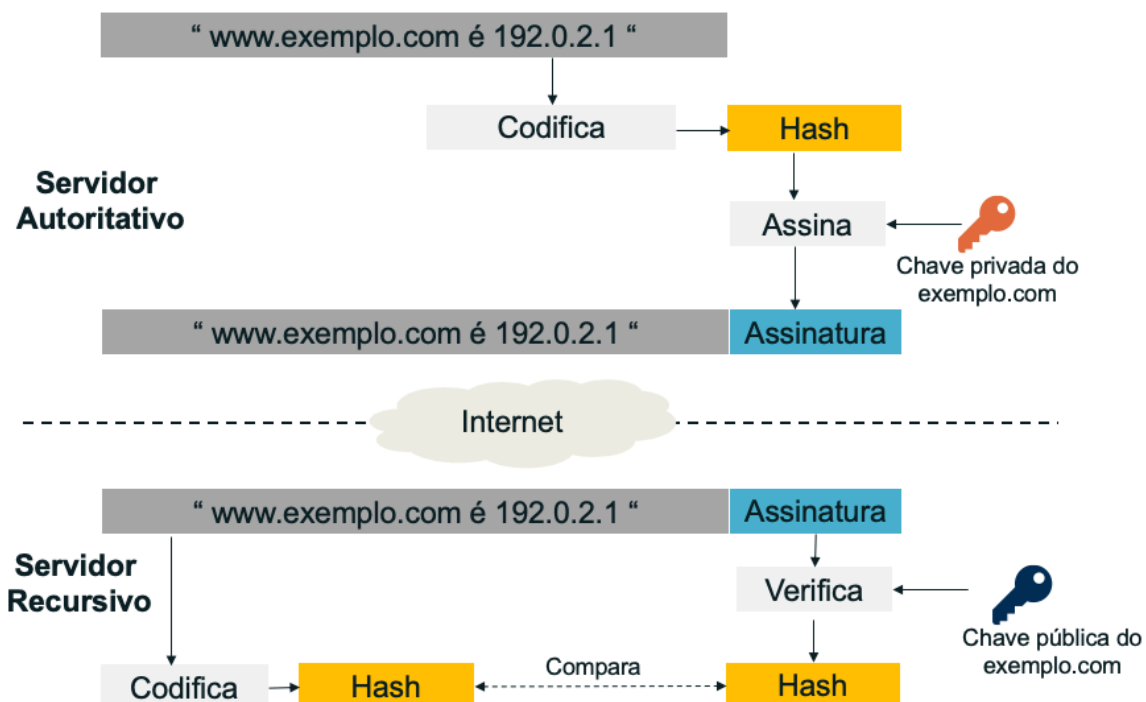 “ www.exemplo.com é 192.0.2.1 “
Codifica
Hash
Servidor
Autoritativo
Assina
Chave privada do
exemplo.com
“ www.exemplo.com é 192.0.2.1 “
Assinatura
Internet
“ www.exemplo.com é 192.0.2.1 “
Assinatura
Servidor
Recursivo
Verifica
Chave pública do
exemplo.com
Codifica
Hash
Compara
Hash